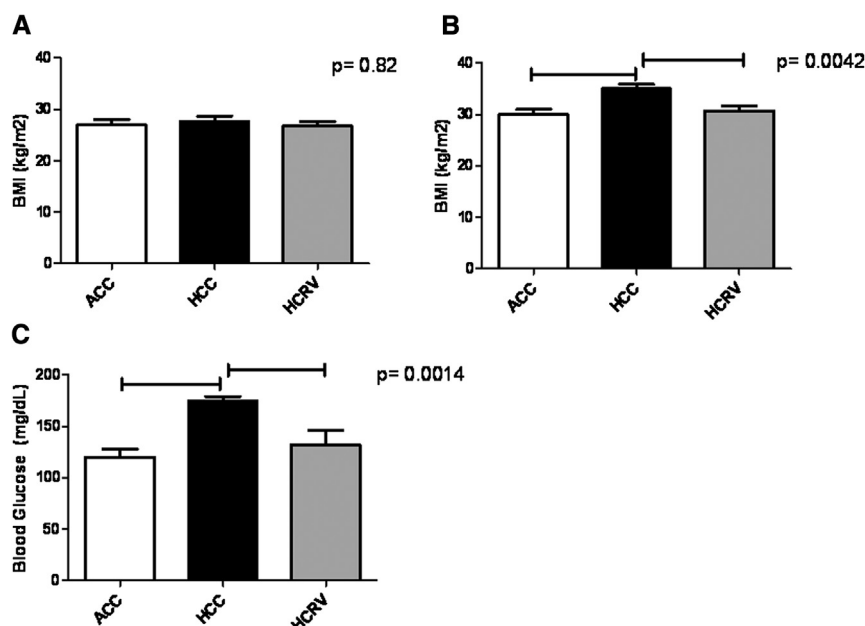 A
40
30
20
10
0
BMI (kg/m2)
p= 0.82
ACC
HCC
HCRV
B
40
30
20
10
0
BMI (kg/m2)
p= 0.0042
ACC
HCC
HCRV
C
200
150
100
50
0
Blood Glucose (mg/dL)
p= 0.0014
ACC
HCC
HCRV